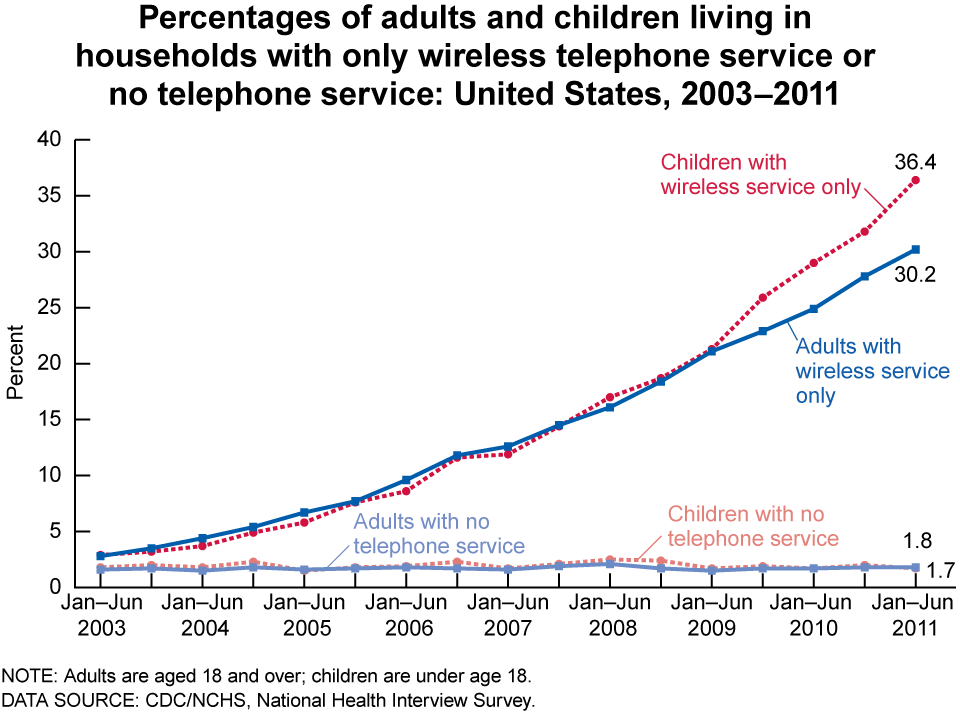 Percentages of adults and children living in
households with only wireless telephone service or
no telephone service: United States, 2003–2011
40
35
30
25
20
15
10
5
0
Percent
Children with
wireless service only
36.4
30.2
Adults with
wireless service
only
Adults with no
telephone service
Children with no
telephone service
1.8
1.7
Jan–Jun Jan–Jun Jan–Jun Jan–Jun Jan–Jun Jan–Jun Jan–Jun Jan–Jun Jan–Jun
2003 2004 2005 2006 2007 2008 2009 2010 2011
NOTE: Adults are aged 18 and over; children are under age 18.
DATA SOURCE: CDC/NCHS, National Health Interview Survey.